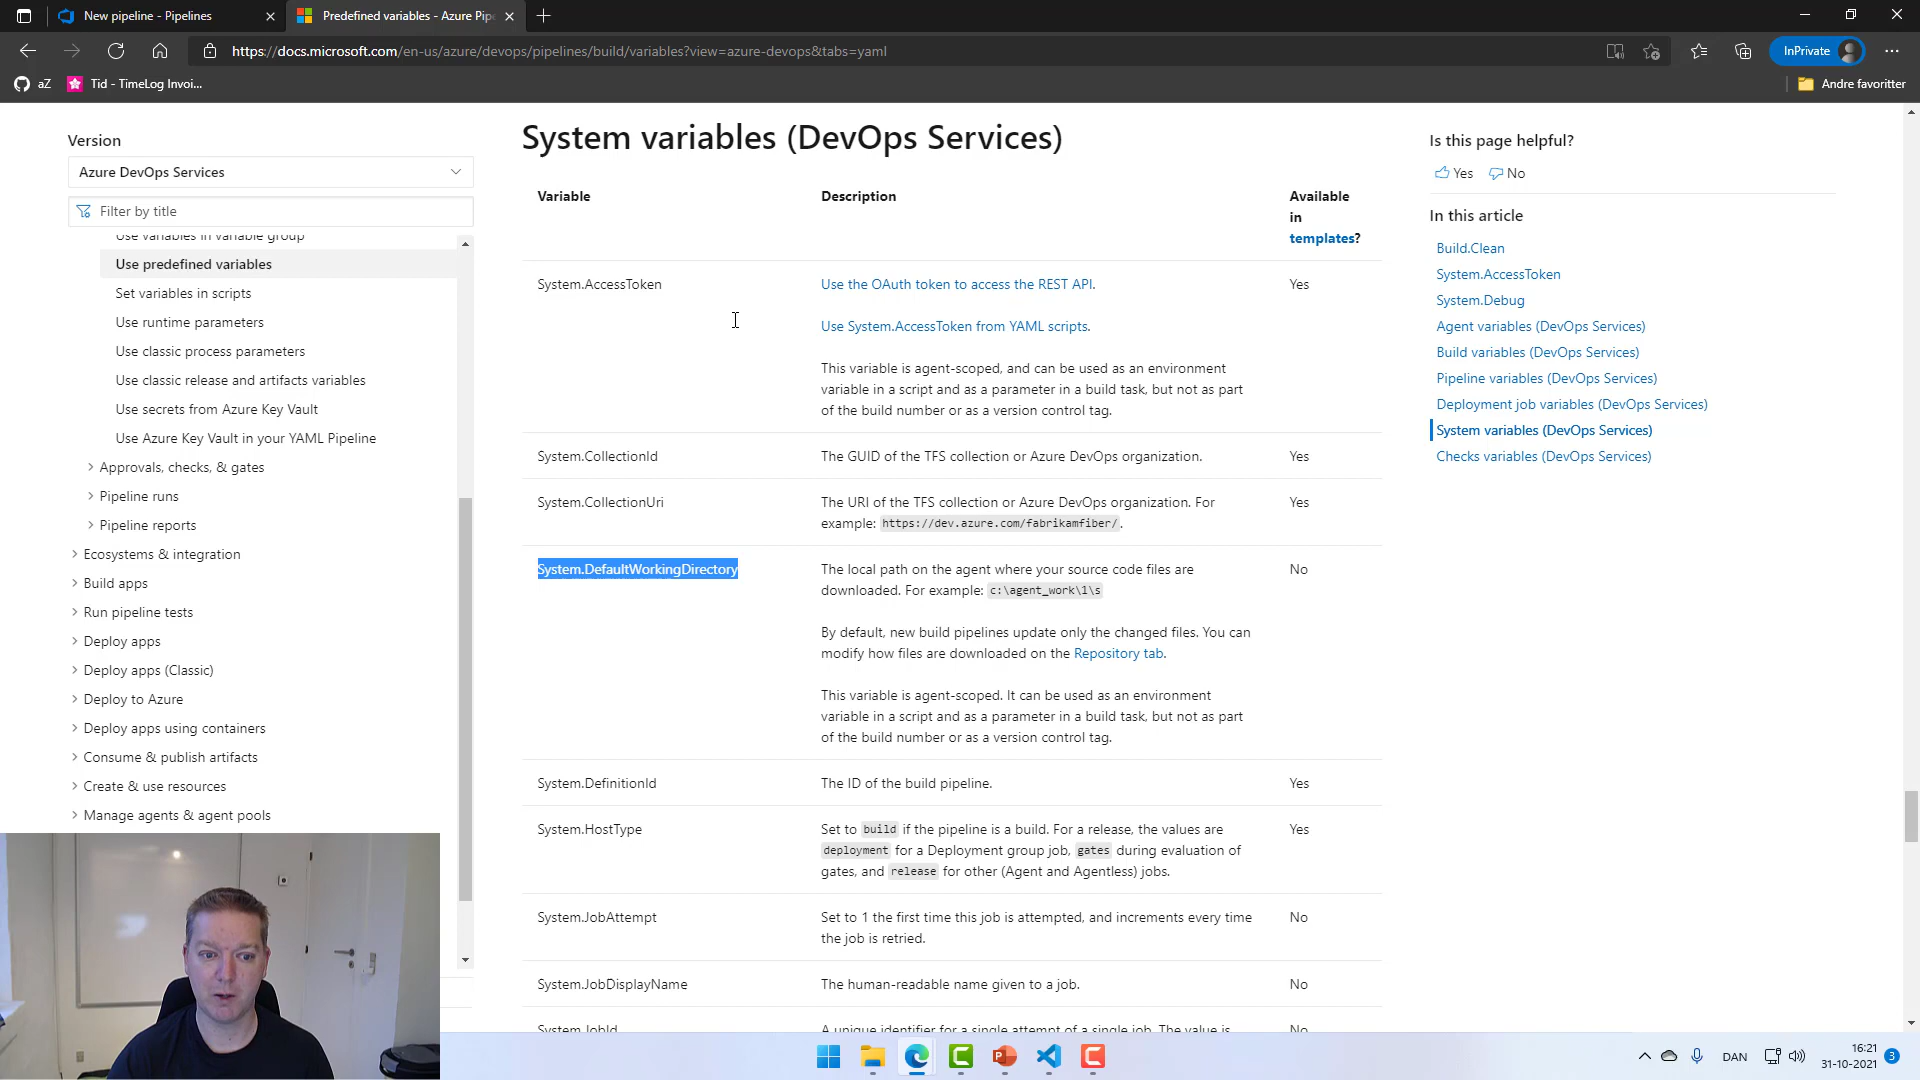 New pipeline - Pipelines
Predefined variables - Azure Pip
https://docs.microsoft.com/en-us/azure/devops/pipelines/build/variables?view=azure-devops&tabs=yaml
InPrivate
aZ
Tid - TimeLog Invoi...
Andre favoritter
Version
Azure DevOps Services
Filter by title
Use variables in variable group
Use predefined variables
Set variables in scripts
Use runtime parameters
Use classic process parameters
Use classic release and artifacts variables
Use secrets from Azure Key Vault
Use Azure Key Vault in your YAML Pipeline
Approvals, checks, & gates
Pipeline runs
Pipeline reports
Ecosystems & integration
Build apps
Run pipeline tests
Deploy apps
Deploy apps (Classic)
Deploy to Azure
Deploy apps using containers
Consume & publish artifacts
Create & use resources
Manage agents & agent pools
System variables (DevOps Services)
Variable
Description
Available
in
templates?
System.AccessToken
Use the OAuth token to access the REST API.
Yes
Use System.AccessToken from YAML scripts.
This variable is agent-scoped, and can be used as an environment
variable in a script and as a parameter in a build task, but not as part
of the build number or as a version control tag.
System.CollectionId
The GUID of the TFS collection or Azure DevOps organization.
Yes
System.CollectionUri
The URI of the TFS collection or Azure DevOps organization. For
example: https://dev.azure.com/fabrikamfiber/.
Yes
System.DefaultWorkingDirectory
The local path on the agent where your source code files are
downloaded. For example: c:\agent_work\1\s
No
By default, new build pipelines update only the changed files. You can
modify how files are downloaded on the Repository tab.
This variable is agent-scoped. It can be used as an environment
variable in a script and as a parameter in a build task, but not as part
of the build number or as a version control tag.
System.DefinitionId
The ID of the build pipeline.
Yes
System.HostType
Set to build if the pipeline is a build. For a release, the values are
deployment for a Deployment group job, gates during evaluation of
gates, and release for other (Agent and Agentless) jobs.
Yes
System.JobAttempt
Set to 1 the first time this job is attempted, and increments every time
the job is retried.
No
System.JobDisplayName
The human-readable name given to a job.
No
System.JobId
A unique identifier for a single attempt of a single job. The value is
No
Is this page helpful?
Yes
No
In this article
Build.Clean
System.AccessToken
System.Debug
Agent variables (DevOps Services)
Build variables (DevOps Services)
Pipeline variables (DevOps Services)
Deployment job variables (DevOps Services)
System variables (DevOps Services)
Checks variables (DevOps Services)
DAN
16:21
31-10-2021
3